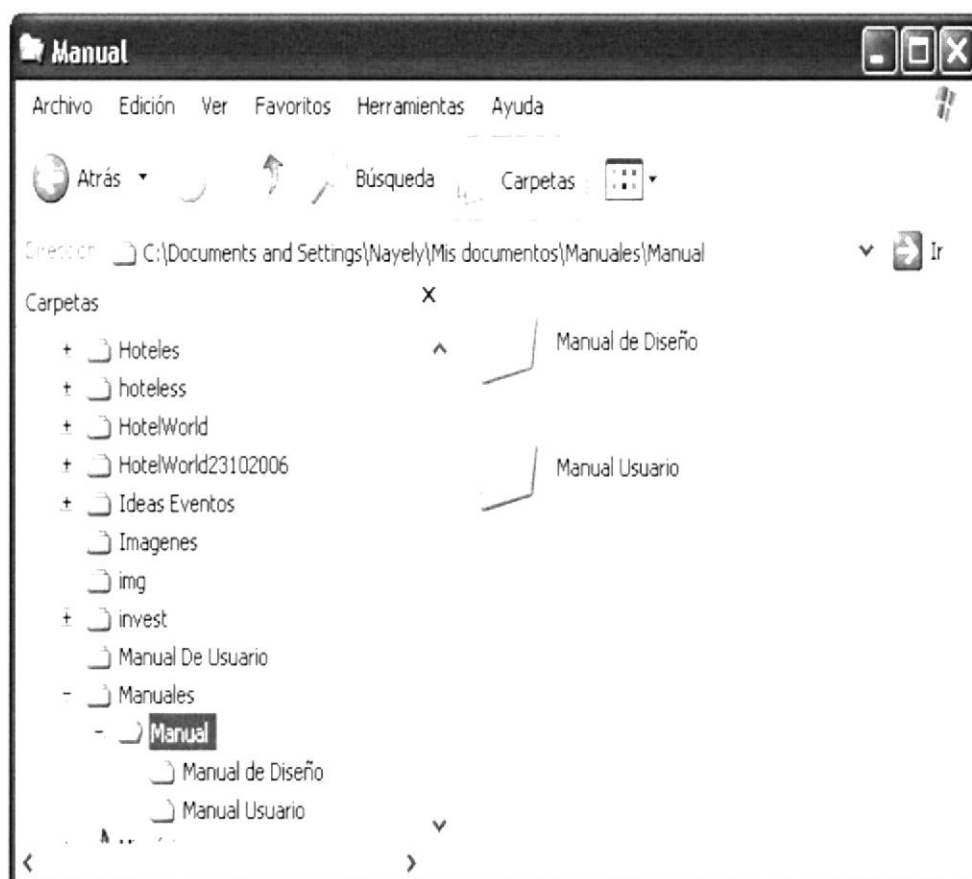 Manual
Archivo Edición Ver Favoritos Herramientas Ayuda
Atrás Búsqueda Carpetas
Dirección C:\Documents and Settings\Nayely\Mis documentos\Manuales\Manual Ir
Carpetas X
+ Hoteles
+ hoteless
+ HotelWorld
+ HotelWorld23102006
+ Ideas Eventos
Imagenes
img
+ invest
Manual De Usuario
- Manuales
- Manual
Manual de Diseño
Manual Usuario
Manual de Diseño
Manual Usuario